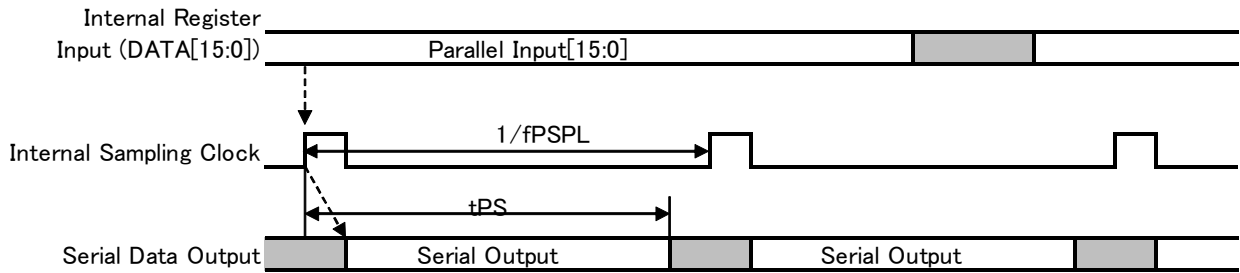 Internal Register
Input (DATA[15:0])
Parallel Input[15:0]
1/fPSPL
Internal Sampling Clock
tPS
Serial Data Output
Serial Output
Serial Output